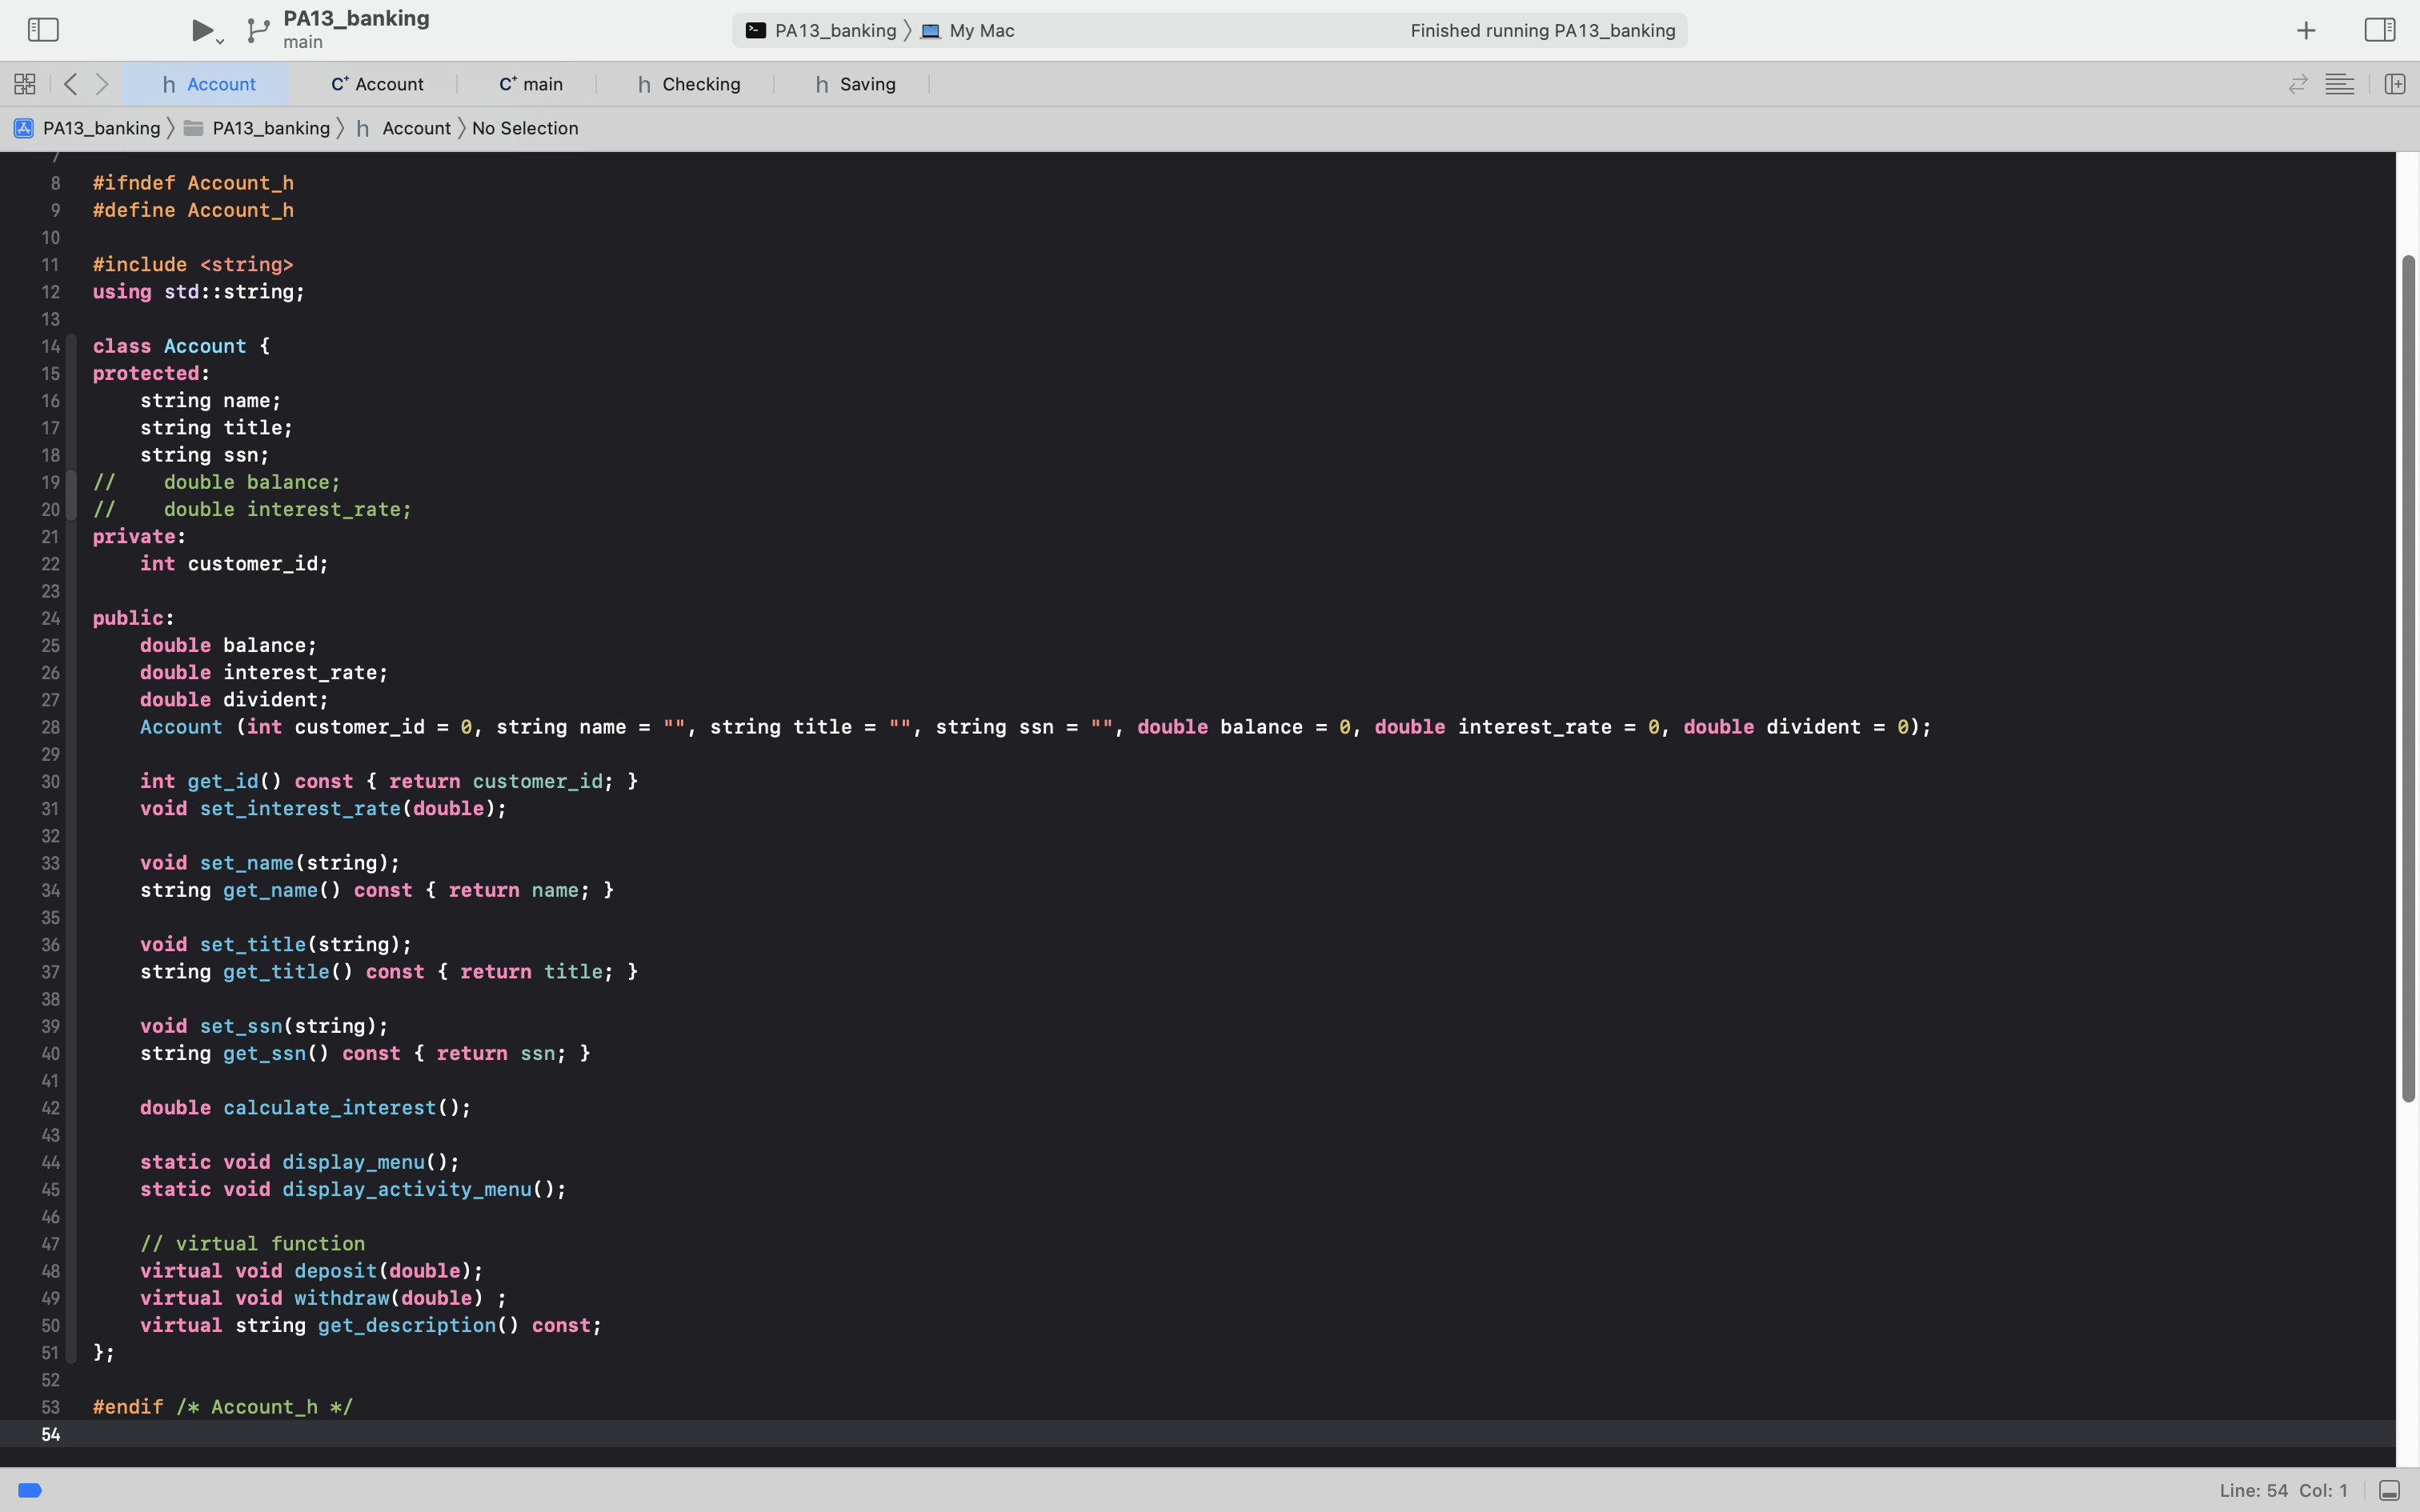 PA13_banking
main
PA13_banking My Mac Finished running PA13_banking
h Account C+ Account C+ main h Checking h Saving
PA13_banking PA13_banking h Account No Selection
7
8 #ifndef Account_h
9 #define Account_h
10
11 #include <string>
12 using std::string;
13
14 class Account {
15 protected:
16     string name;
17     string title;
18     string ssn;
19 //    double balance;
20 //    double interest_rate;
21 private:
22     int customer_id;
23
24 public:
25     double balance;
26     double interest_rate;
27     double divident;
28     Account (int customer_id = 0, string name = "", string title = "", string ssn = "", double balance = 0, double interest_rate = 0, double divident = 0);
29
30     int get_id() const { return customer_id; }
31     void set_interest_rate(double);
32
33     void set_name(string);
34     string get_name() const { return name; }
35
36     void set_title(string);
37     string get_title() const { return title; }
38
39     void set_ssn(string);
40     string get_ssn() const { return ssn; }
41
42     double calculate_interest();
43
44     static void display_menu();
45     static void display_activity_menu();
46
47     // virtual function
48     virtual void deposit(double);
49     virtual void withdraw(double) ;
50     virtual string get_description() const;
51 };
52
53 #endif /* Account_h */
54
Line: 54 Col: 1